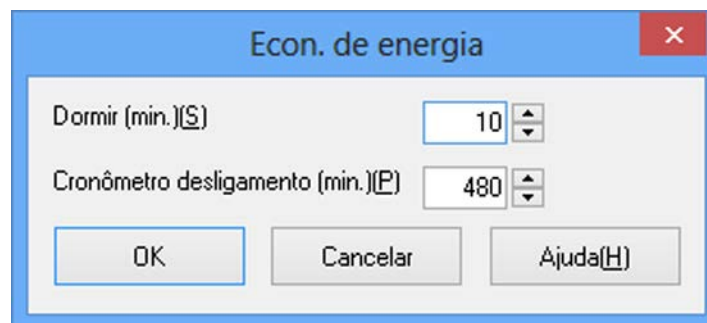 Econ. de energia
Dormir (min.)(S) 10
Cronômetro desligamento (min.)(P) 480
OK Cancelar Ajuda(H)